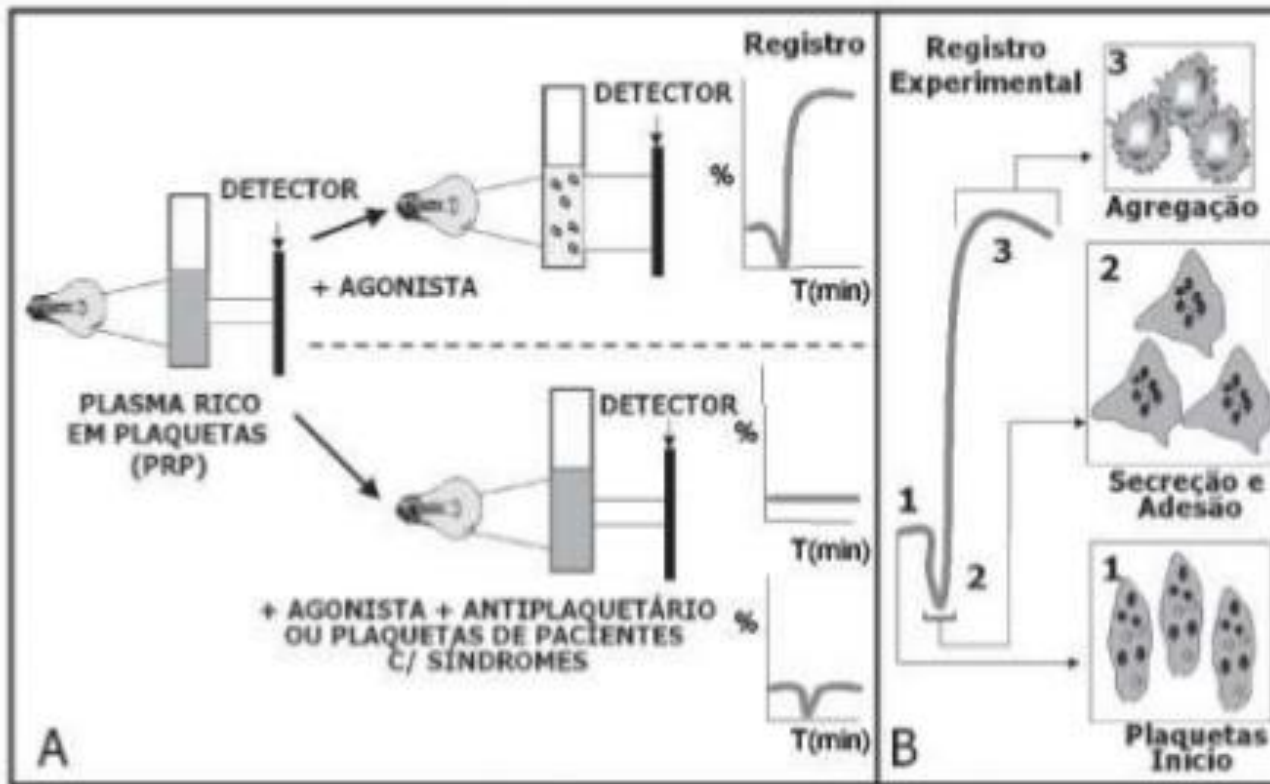 Registro
DETECTOR
%
DETECTOR
+ AGONISTA
T(min)
PLASMA RICO
EM PLAQUETAS
(PRP)
DETECTOR
%
T(min)
+ AGONISTA + ANTIPLAQUETÁRIO
OU PLAQUETAS DE PACIENTES
C/ SÍNDROMES
%
T(min)
A
Registro
Experimental
3
Agregação
3
2
Secreção e
Adesão
1
2
1
Plaquetas
Início
B